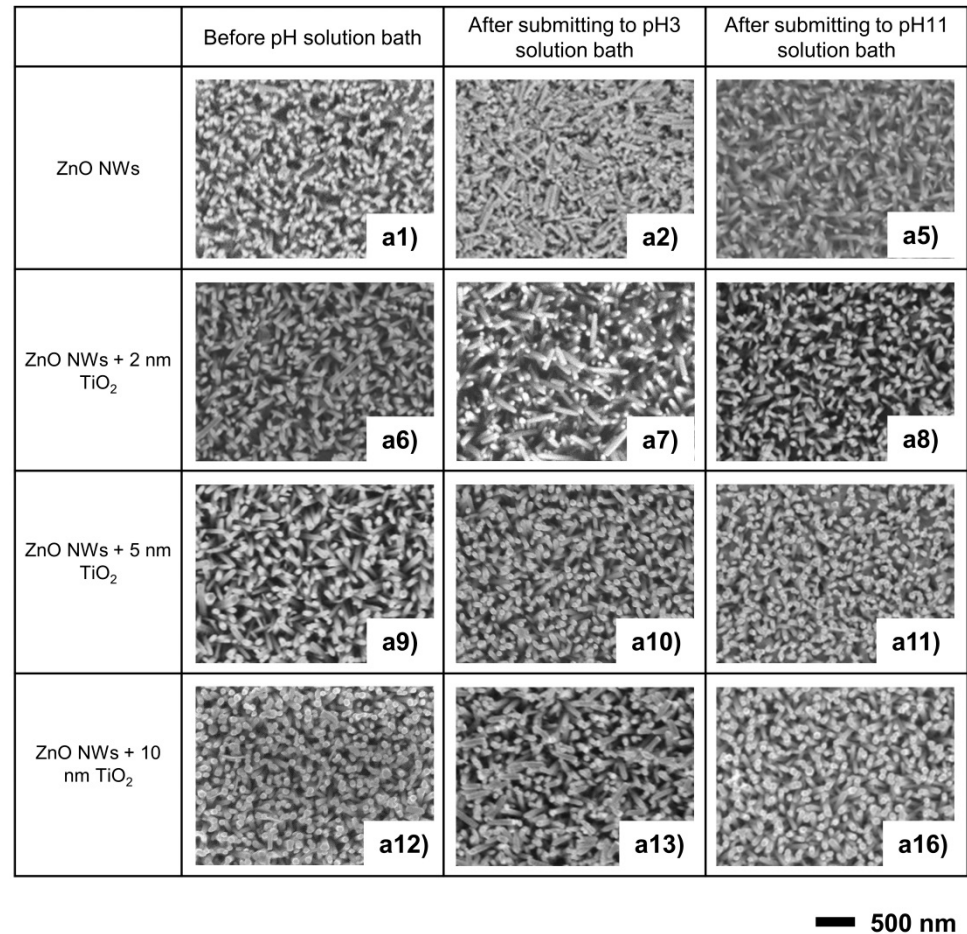 Before pH solution bath
After submitting to pH3
solution bath
After submitting to pH11
solution bath
ZnO NWs
a1)
a2)
a5)
ZnO NWs + 2 nm
TiO₂
a6)
a7)
a8)
ZnO NWs + 5 nm
TiO₂
a9)
a10)
a11)
ZnO NWs + 10
nm TiO₂
a12)
a13)
a16)
500 nm